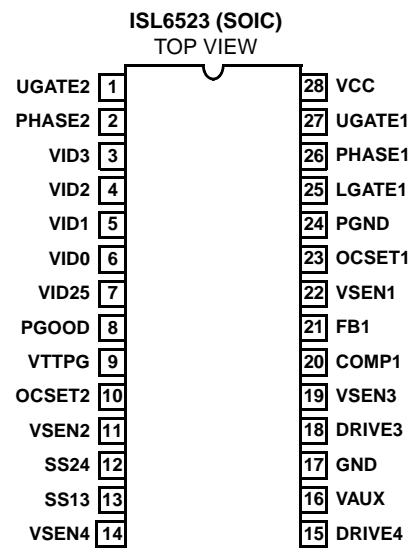 ISL6523 (SOIC)
TOP VIEW
UGATE2 1 28 VCC
PHASE2 2 27 UGATE1
VID3 3 26 PHASE1
VID2 4 25 LGATE1
VID1 5 24 PGND
VID0 6 23 OCSET1
VID25 7 22 VSEN1
PGOOD 8 21 FB1
VTTPG 9 20 COMP1
OCSET2 10 19 VSEN3
VSEN2 11 18 DRIVE3
SS24 12 17 GND
SS13 13 16 VAUX
VSEN4 14 15 DRIVE4